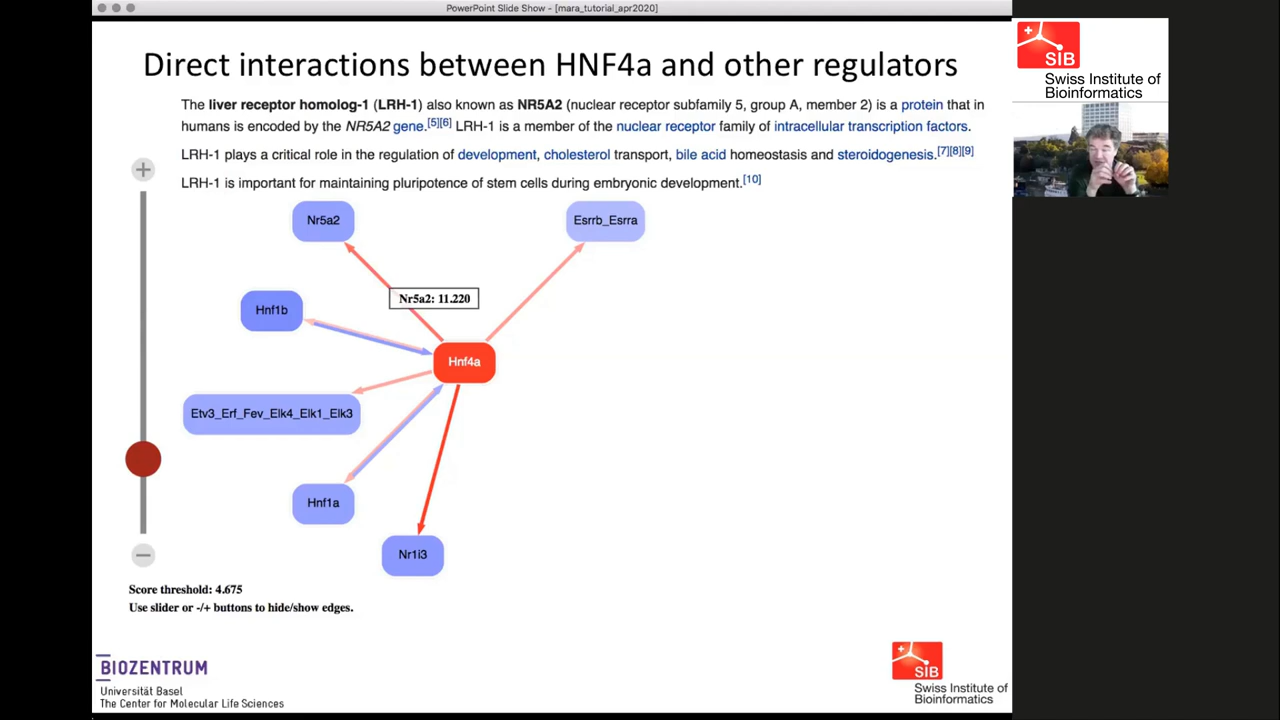 PowerPoint Slide Show - [mara_tutorial_apr2020]
Direct interactions between HNF4a and other regulators
The liver receptor homolog-1 (LRH-1) also known as NR5A2 (nuclear receptor subfamily 5, group A, member 2) is a protein that in
humans is encoded by the NR5A2 gene.[5][6] LRH-1 is a member of the nuclear receptor family of intracellular transcription factors.
LRH-1 plays a critical role in the regulation of development, cholesterol transport, bile acid homeostasis and steroidogenesis.[7][8][9]
LRH-1 is important for maintaining pluripotence of stem cells during embryonic development.[10]
+
Nr5a2
Esrrb_Esrra
Nr5a2: 11.220
Hnf1b
Hnf4a
Etv3_Erf_Fev_Elk4_Elk1_Elk3
Hnf1a
Nr1i3
−
Score threshold: 4.675
Use slider or -/+ buttons to hide/show edges.
BIOZENTRUM
Universität Basel
The Center for Molecular Life Sciences
SIB
Swiss Institute of
Bioinformatics
SIB
Swiss Institute of
Bioinformatics